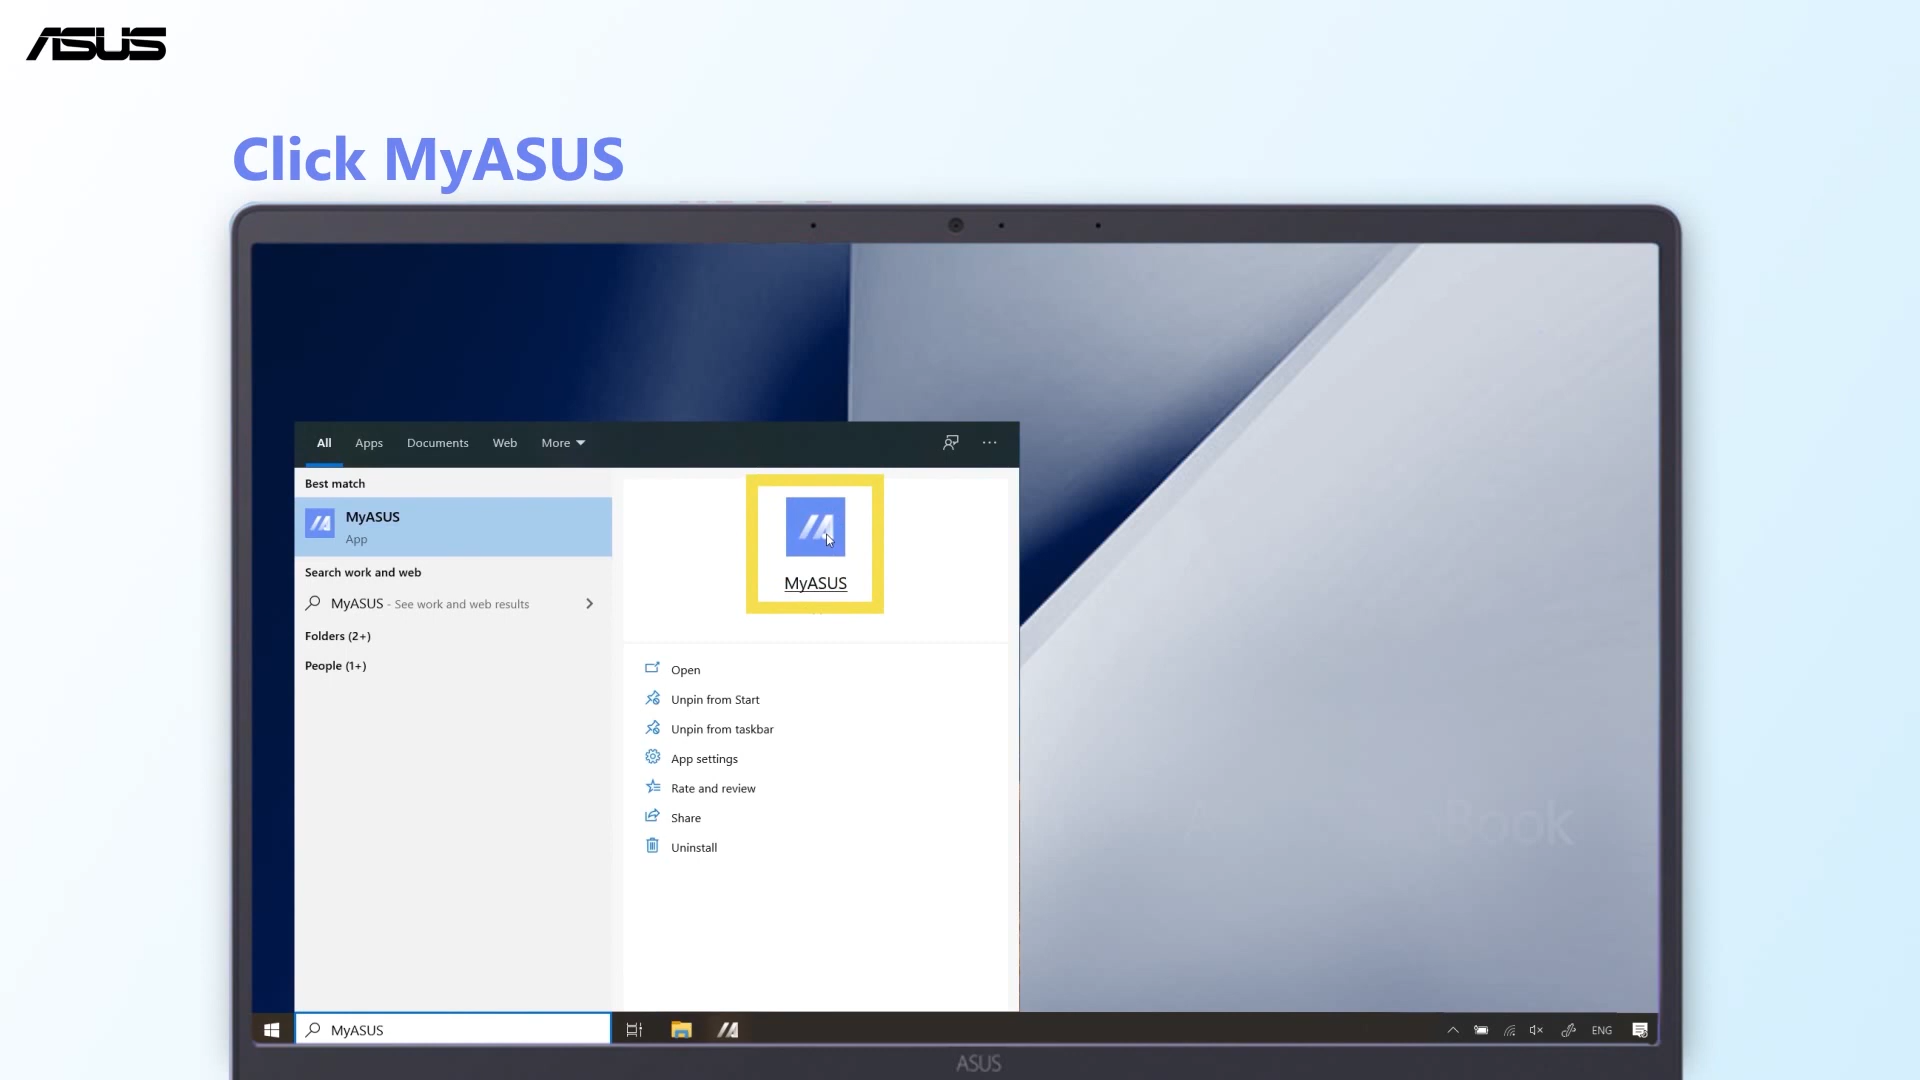 ASUS
Click MyASUS
All Apps Documents Web More
Best match
MyASUS
App
Search work and web
MyASUS - See work and web results
Folders (2+)
People (1+)
MyASUS
Open
Unpin from Start
Unpin from taskbar
App settings
Rate and review
Share
Uninstall
Book
MyASUS
ENG
ASUS